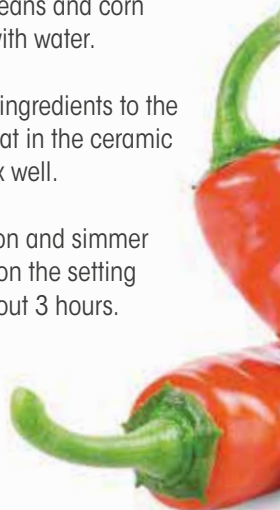 eans and corn
with water.
ingredients to the
at in the ceramic
x well.
on and simmer
on the setting
out 3 hours.